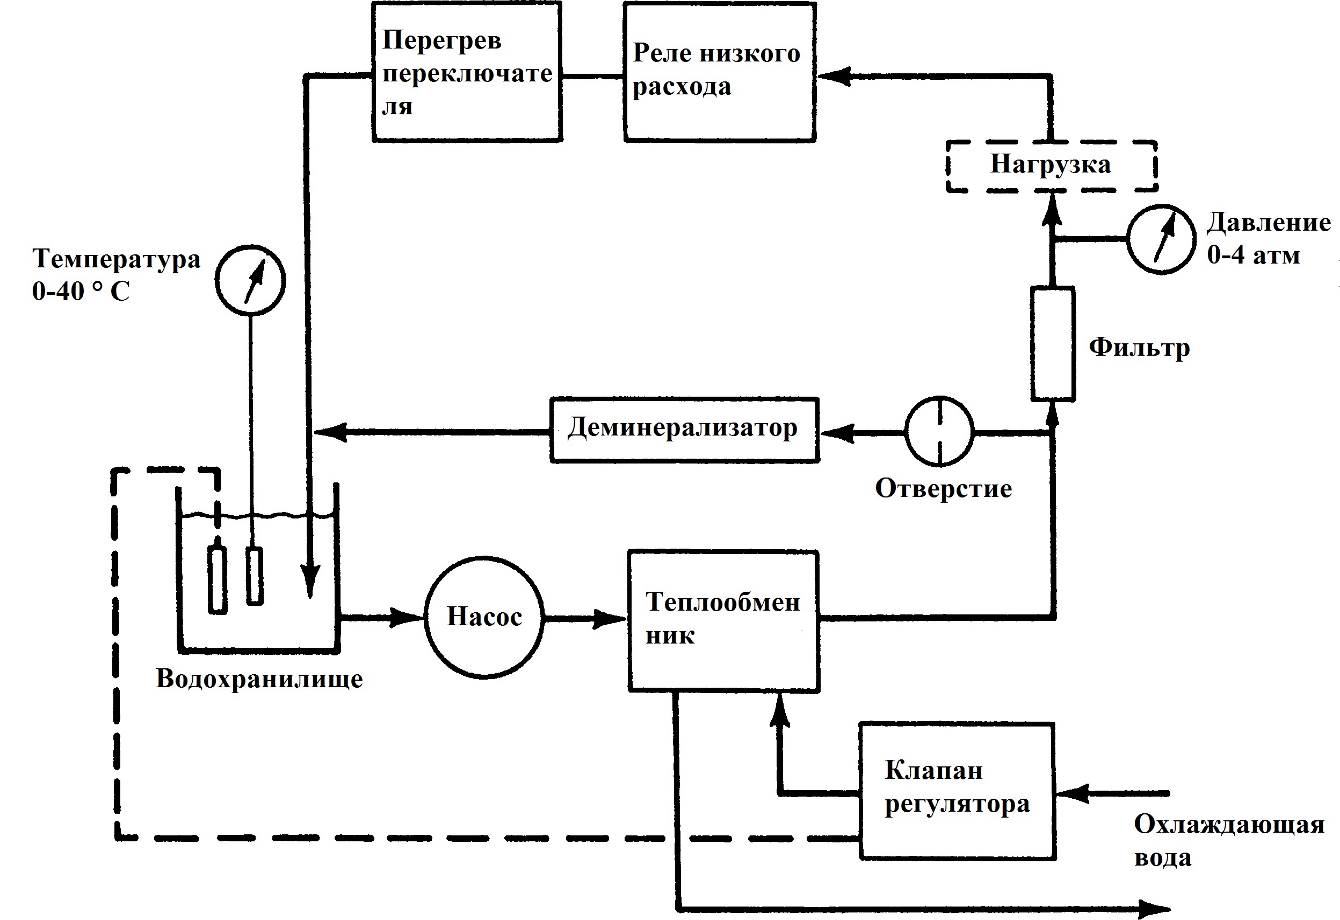 Перегрев
переключате
ля
Реле низкого
расхода
Нагрузка
Давление
0-4 атм
Температура
0-40 ° C
Фильтр
Деминерализатор
Отверстие
Насос
Теплообмен
ник
Водохранилище
Клапан
регулятора
Охлаждающая
вода